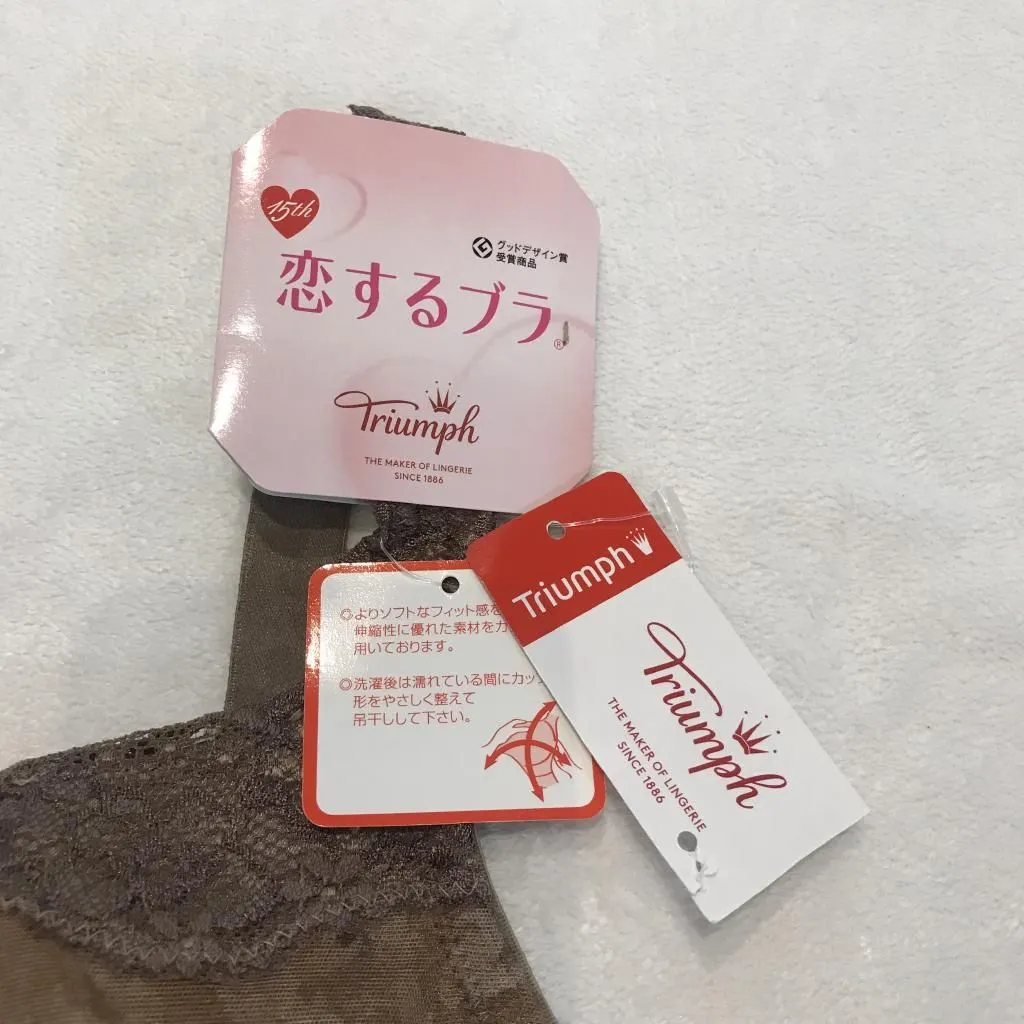 15th
グッドデザイン賞
受賞商品
恋するブラ®
Triumph
THE MAKER OF LINGERIE
SINCE 1886
◎よりソフトなフィット感を
伸縮性に優れた素材を
用いております。
◎洗濯後は濡れている間にカップ
形をやさしく整えて
吊干しして下さい。
Triumph
Triumph
THE MAKER OF LINGERIE
SINCE 1886